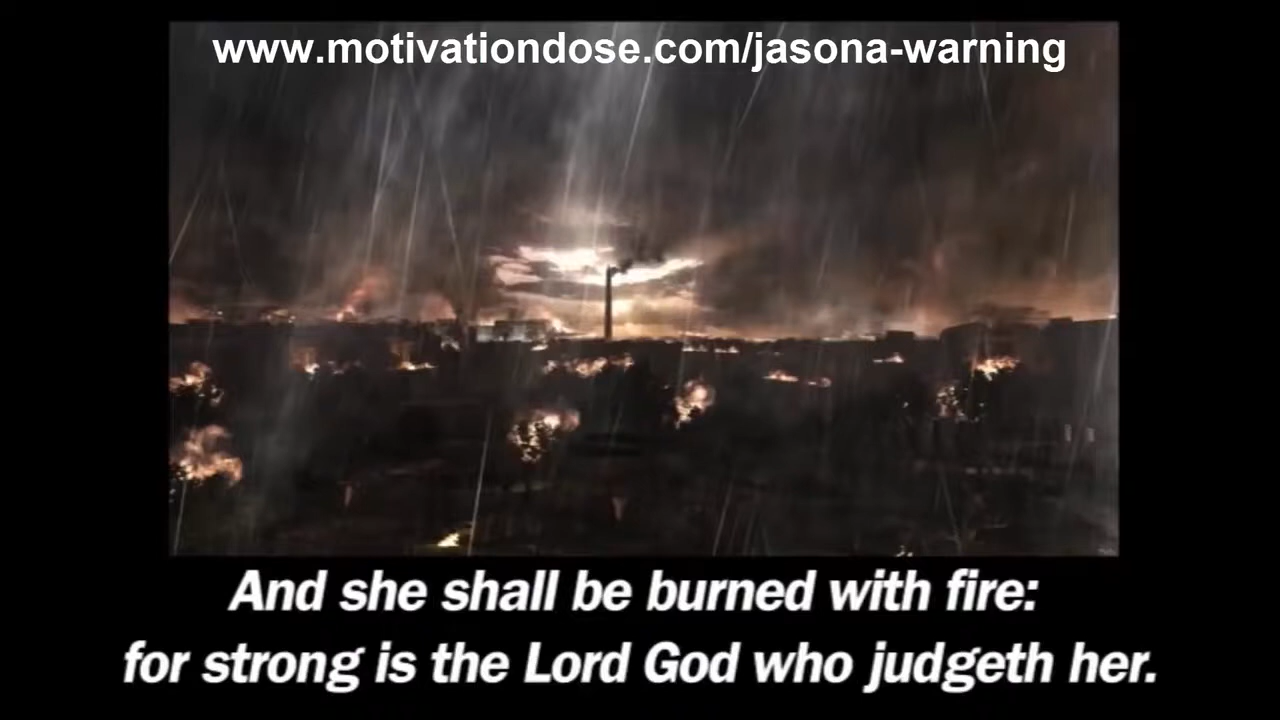 www.motivationdose.com/jasona-warning
And she shall be burned with fire:
for strong is the Lord God who judgeth her.